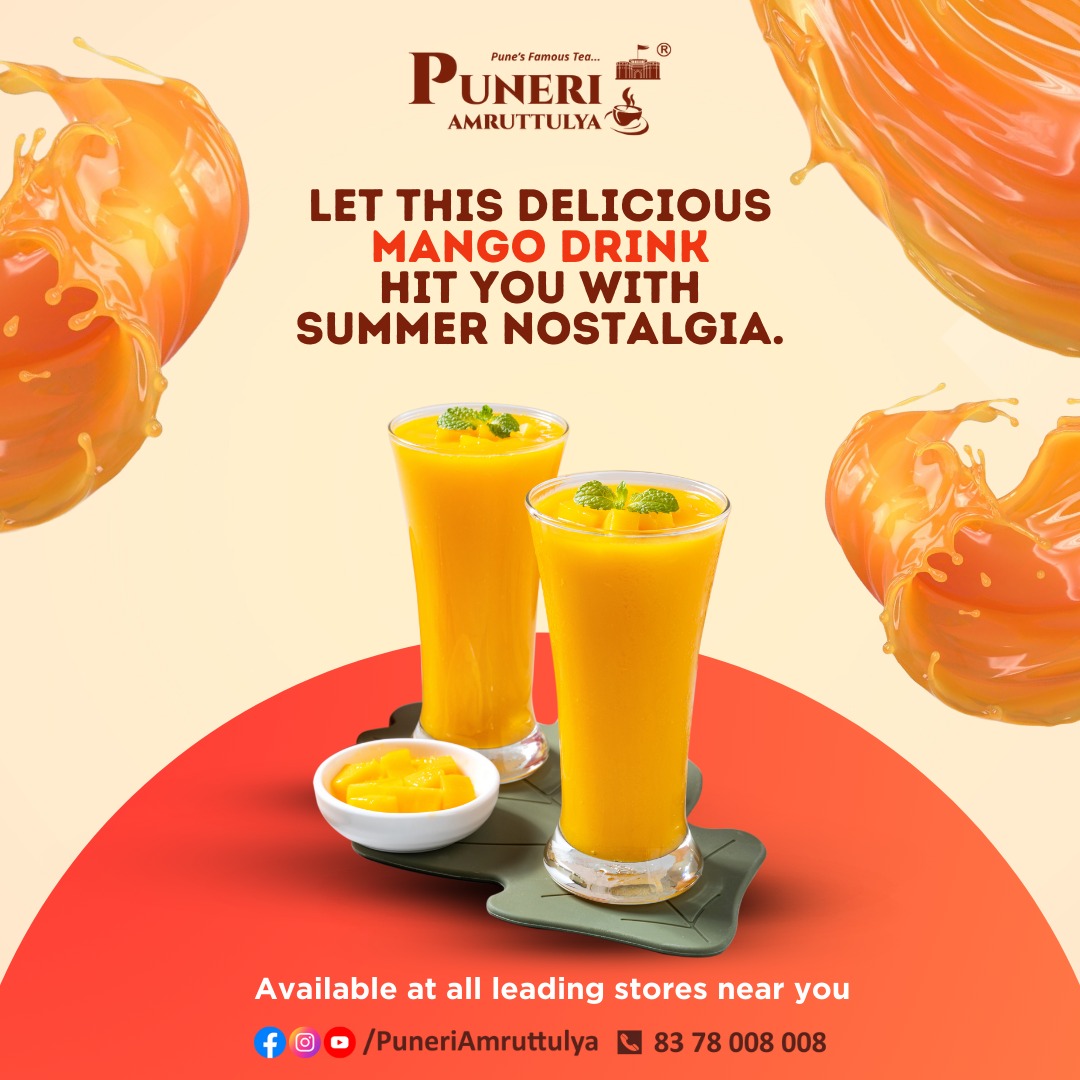 Pune's Famous Tea...
PUNERI ®
AMRUTTULYA
LET THIS DELICIOUS
MANGO DRINK
HIT YOU WITH
SUMMER NOSTALGIA.
Available at all leading stores near you
/PuneriAmruttulya 83 78 008 008